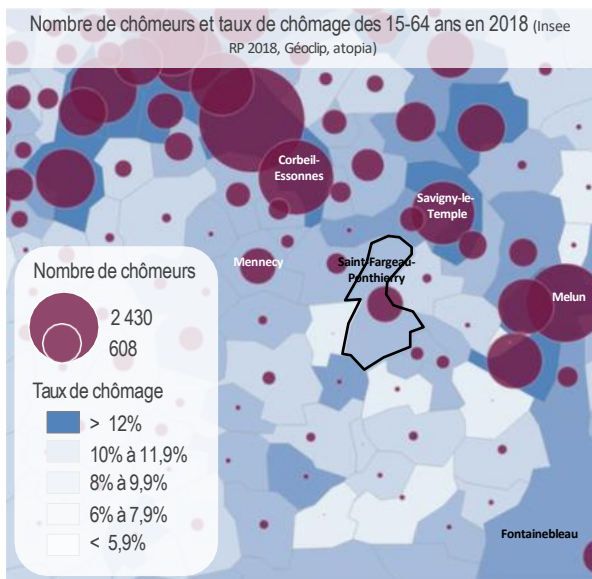 Nombre de chômeurs et taux de chômage des 15-64 ans en 2018 (Insee
RP 2018, Géoclip, atopia)
Corbeil-
Essonnes
Savigny-le-
Temple
Mennecy
Saint-Fargeau-
Ponthierry
Melun
Nombre de chômeurs
2 430
608
Taux de chômage
> 12%
10% à 11,9%
8% à 9,9%
6% à 7,9%
< 5,9%
Fontainebleau